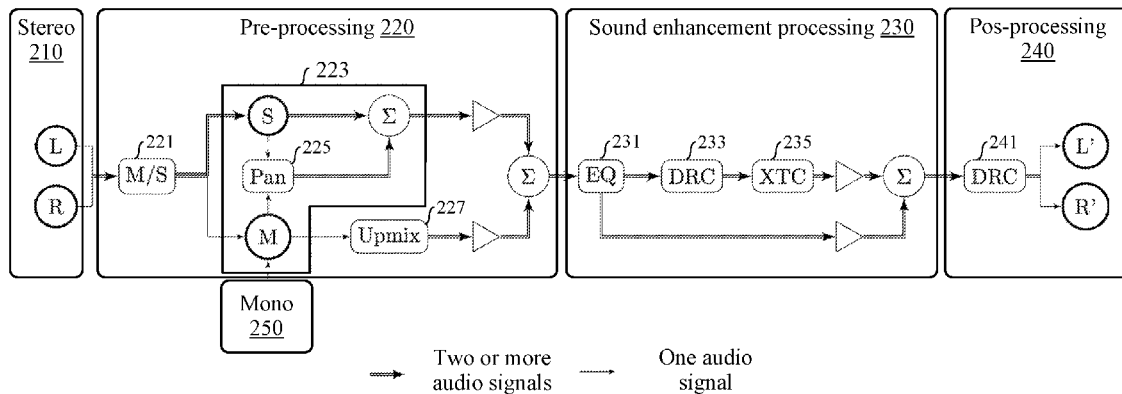 Stereo
210
Pre-processing 220
Sound enhancement processing 230
Pos-processing
240
223
S
Σ
L
R
221
M/S
225
Pan
Σ
231
EQ
233
DRC
235
XTC
Σ
241
DRC
L'
R'
227
M
Upmix
Mono
250
Two or more
audio signals
One audio
signal